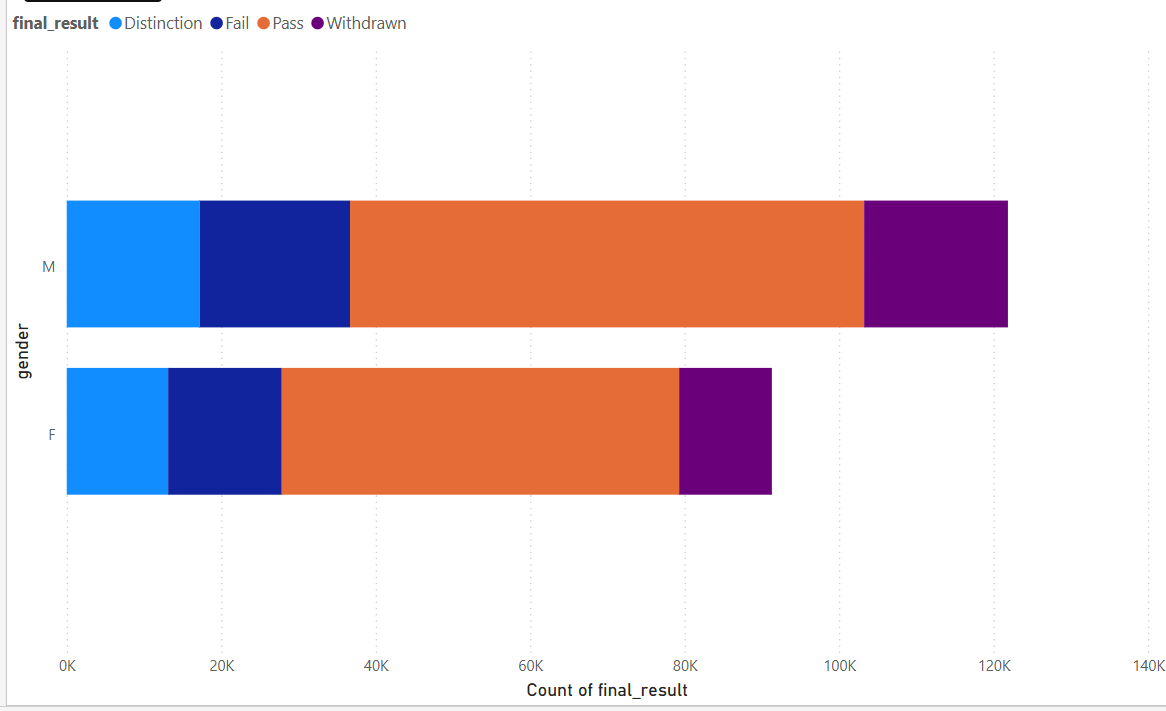 final_result Distinction Fail Pass Withdrawn
M
F
gender
0K 20K 40K 60K 80K 100K 120K 140K
Count of final_result